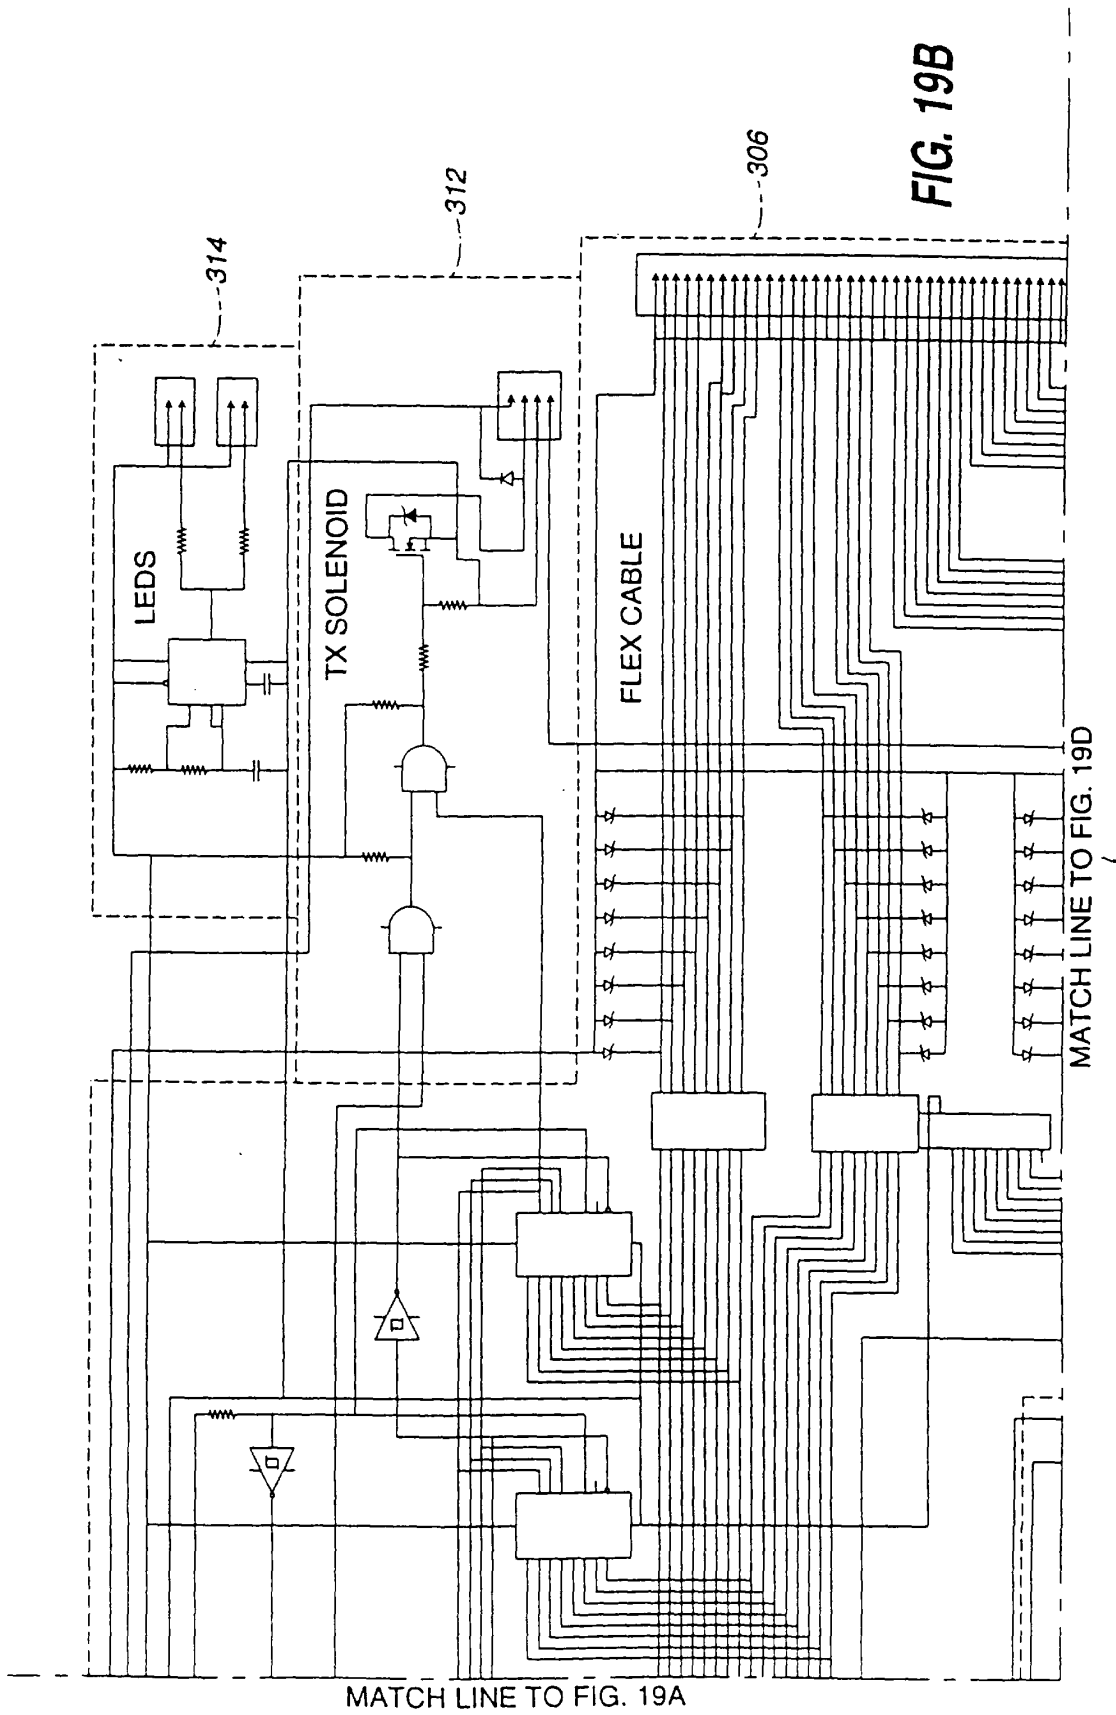 314
LEDS
312
TX SOLENOID
306
FLEX CABLE
FIG. 19B
MATCH LINE TO FIG. 19A
MATCH LINE TO FIG. 19D